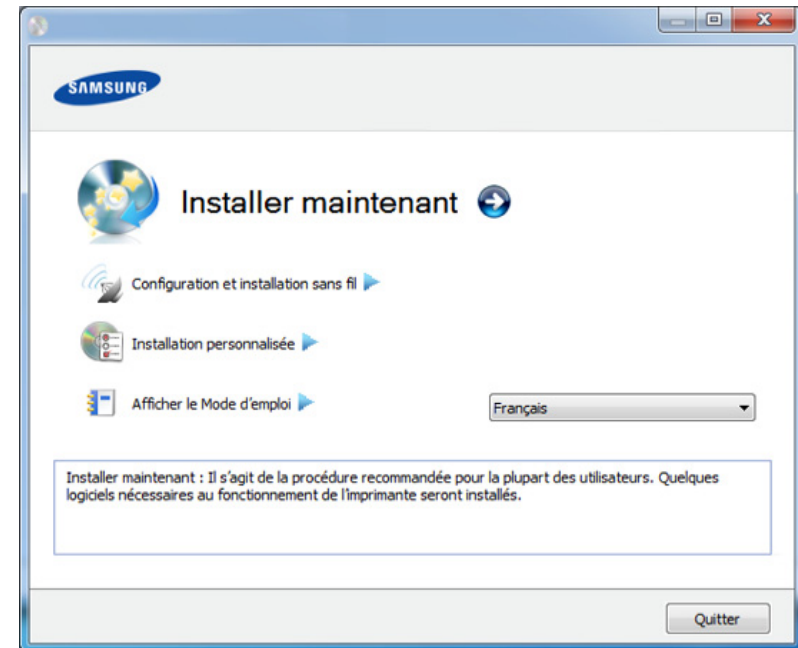 SAMSUNG
Installer maintenant
Configuration et installation sans fil
Installation personnalisée
Afficher le Mode d'emploi
Français
Installer maintenant : Il s'agit de la procédure recommandée pour la plupart des utilisateurs. Quelques
logiciels nécessaires au fonctionnement de l'imprimante seront installés.
Quitter